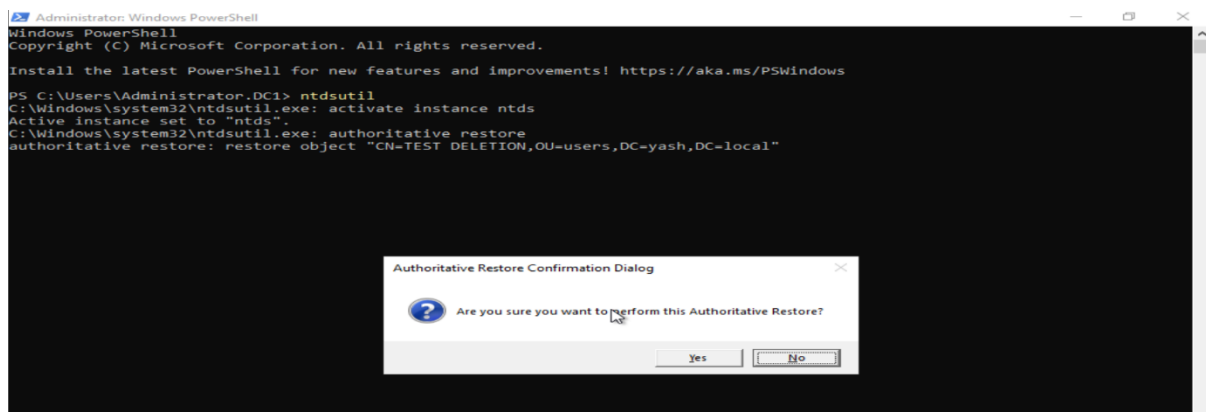 Administrator: Windows PowerShell
Windows PowerShell
Copyright (C) Microsoft Corporation. All rights reserved.
Install the latest PowerShell for new features and improvements! https://aka.ms/PSWindows
PS C:\Users\Administrator.DC1> ntdsutil
C:\Windows\system32\ntdsutil.exe: activate instance ntds
Active instance set to "ntds".
C:\Windows\system32\ntdsutil.exe: authoritative restore
authoritative restore: restore object "CN=TEST DELETION,OU=users,DC=yash,DC=local"
Authoritative Restore Confirmation Dialog
Are you sure you want to perform this Authoritative Restore?
Yes No